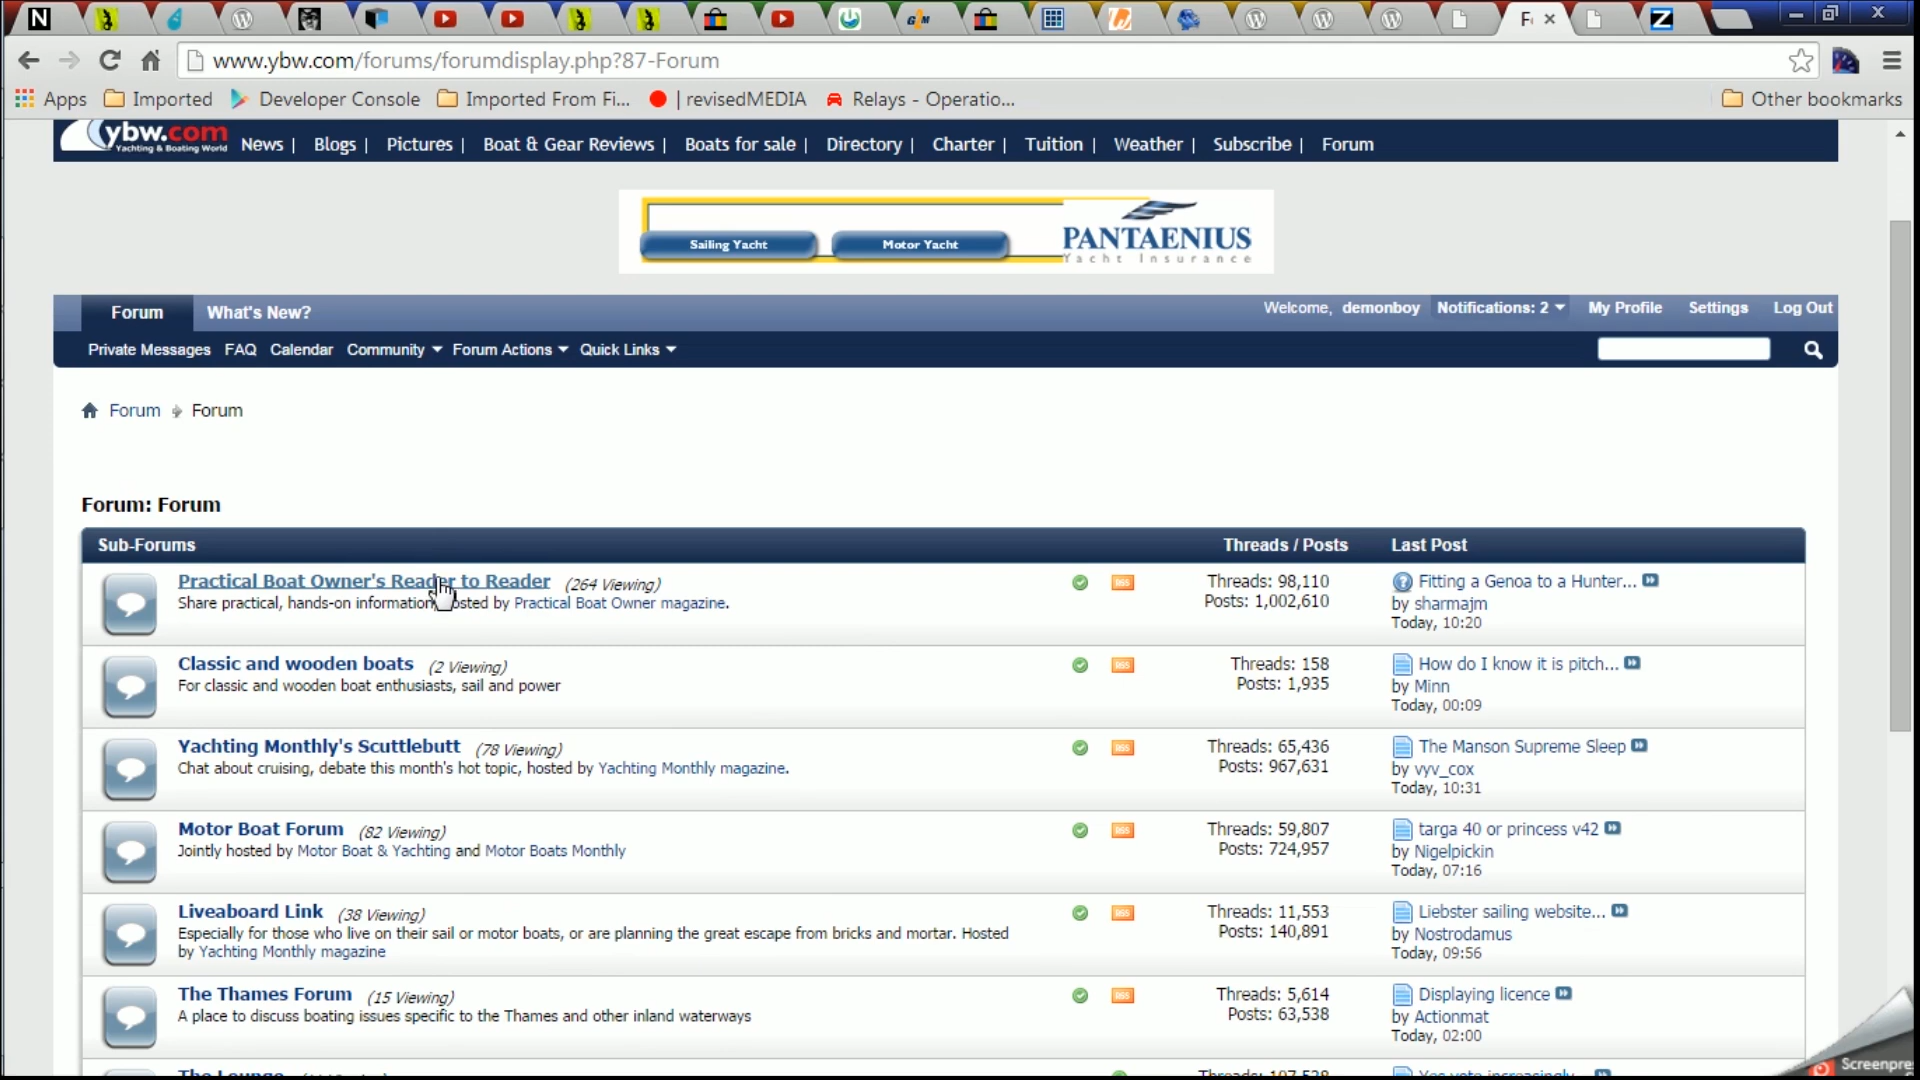 www.ybw.com/forums/forumdisplay.php?87-Forum
Apps Imported Developer Console Imported From Fi... | revisedMEDIA Relays - Operatio... Other bookmarks
ybw.com
Yachting & Boating World
News | Blogs | Pictures | Boat & Gear Reviews | Boats for sale | Directory | Charter | Tuition | Weather | Subscribe | Forum
Sailing Yacht Motor Yacht PANTAENIUS
Yacht Insurance
Forum What's New? Welcome, demonboy Notifications: 2 My Profile Settings Log Out
Private Messages FAQ Calendar Community Forum Actions Quick Links
Forum Forum
Forum: Forum
Sub-Forums Threads / Posts Last Post
Practical Boat Owner's Reader to Reader (264 Viewing)
Share practical, hands-on information, hosted by Practical Boat Owner magazine.
Threads: 98,110
Posts: 1,002,610
Fitting a Genoa to a Hunter...
by sharmajm
Today, 10:20
Classic and wooden boats (2 Viewing)
For classic and wooden boat enthusiasts, sail and power
Threads: 158
Posts: 1,935
How do I know it is pitch...
by Minn
Today, 00:09
Yachting Monthly's Scuttlebutt (78 Viewing)
Chat about cruising, debate this month's hot topic, hosted by Yachting Monthly magazine.
Threads: 65,436
Posts: 967,631
The Manson Supreme Sleep
by vyv_cox
Today, 10:31
Motor Boat Forum (82 Viewing)
Jointly hosted by Motor Boat & Yachting and Motor Boats Monthly
Threads: 59,807
Posts: 724,957
targa 40 or princess v42
by Nigelpickin
Today, 07:16
Liveaboard Link (38 Viewing)
Especially for those who live on their sail or motor boats, or are planning the great escape from bricks and mortar. Hosted
by Yachting Monthly magazine
Threads: 11,553
Posts: 140,891
Liebster sailing website...
by Nostrodamus
Today, 09:56
The Thames Forum (15 Viewing)
A place to discuss boating issues specific to the Thames and other inland waterways
Threads: 5,614
Posts: 63,538
Displaying licence
by Actionmat
Today, 02:00
The Lounge
Threads: 107,538
Yes vote increasingly...
Screenpre